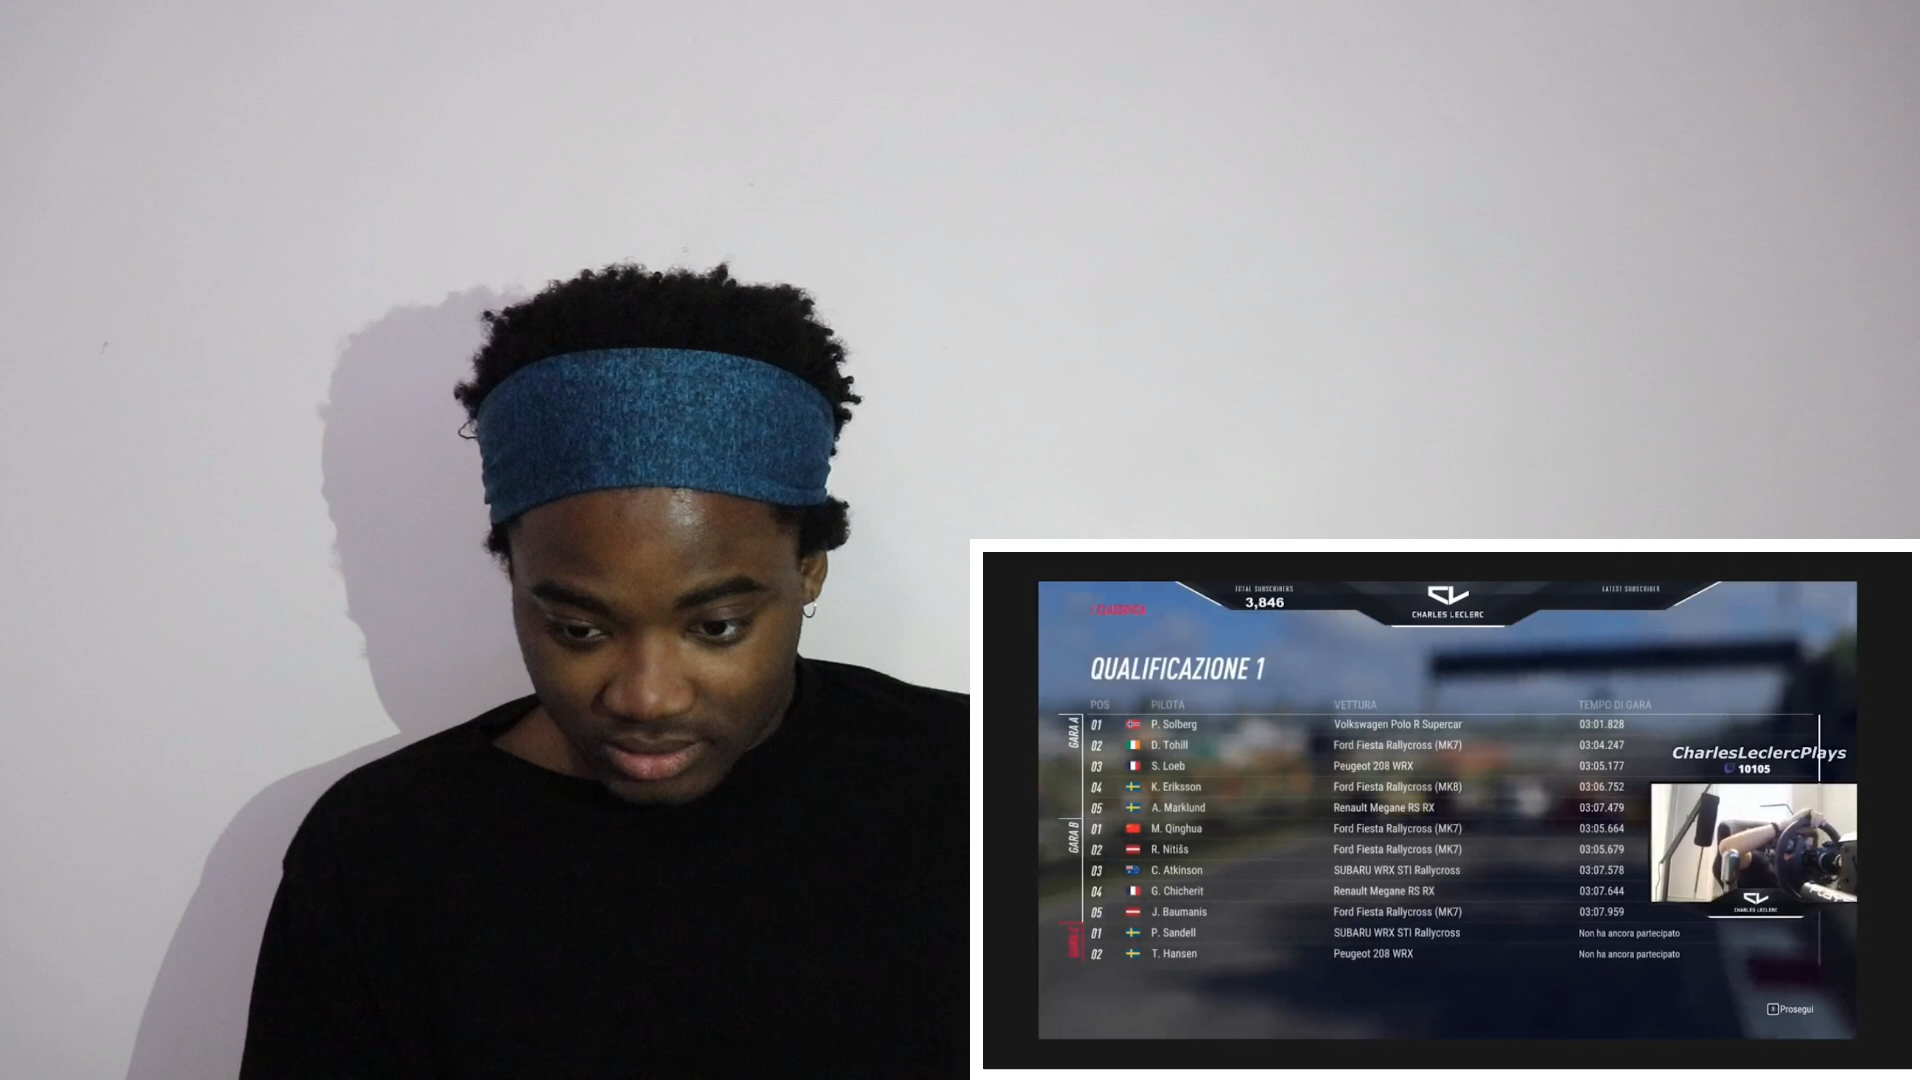 TOTAL SUBSCRIBERS
3,846
CHARLES LECLERC
LATEST SUBSCRIBER
CLASSIFICA
QUALIFICAZIONE 1
POS PILOTA VETTURA TEMPO DI GARA
GARA A
01 P. Solberg Volkswagen Polo R Supercar 03:01.828
02 D. Tohill Ford Fiesta Rallycross (MK7) 03:04.247
03 S. Loeb Peugeot 208 WRX 03:05.177
04 K. Eriksson Ford Fiesta Rallycross (MK8) 03:06.752
05 A. Marklund Renault Megane RS RX 03:07.479
GARA B
01 M. Qinghua Ford Fiesta Rallycross (MK7) 03:05.664
02 R. Nitišs Ford Fiesta Rallycross (MK7) 03:05.679
03 C. Atkinson SUBARU WRX STI Rallycross 03:07.578
04 G. Chicherit Renault Megane RS RX 03:07.644
05 J. Baumanis Ford Fiesta Rallycross (MK7) 03:07.959
01 P. Sandell SUBARU WRX STI Rallycross Non ha ancora partecipato
02 T. Hansen Peugeot 208 WRX Non ha ancora partecipato
CharlesLeclercPlays
10105
CHARLES LECLERC
Prosegui